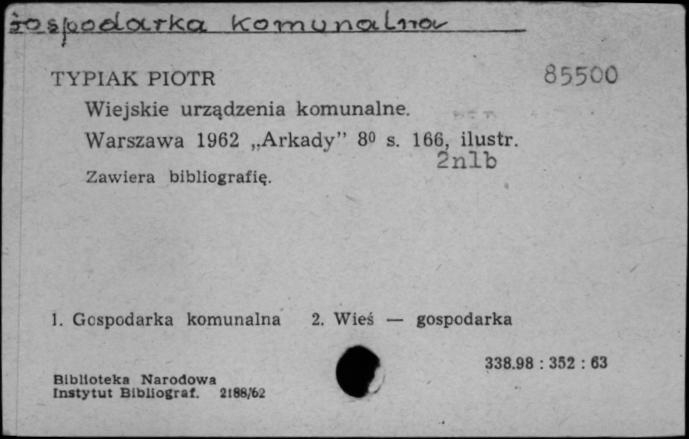 gospodarka komunalna
TYPIAK PIOTR 85500
Wiejskie urządzenia komunalne.
Warszawa 1962 „Arkady” 8⁰ s. 166, ilustr.
2nlb
Zawiera bibliografię.
1. Gospodarka komunalna 2. Wieś — gospodarka
338.98 : 352 : 63
Biblioteka Narodowa
Instytut Bibliograf. 2188/62